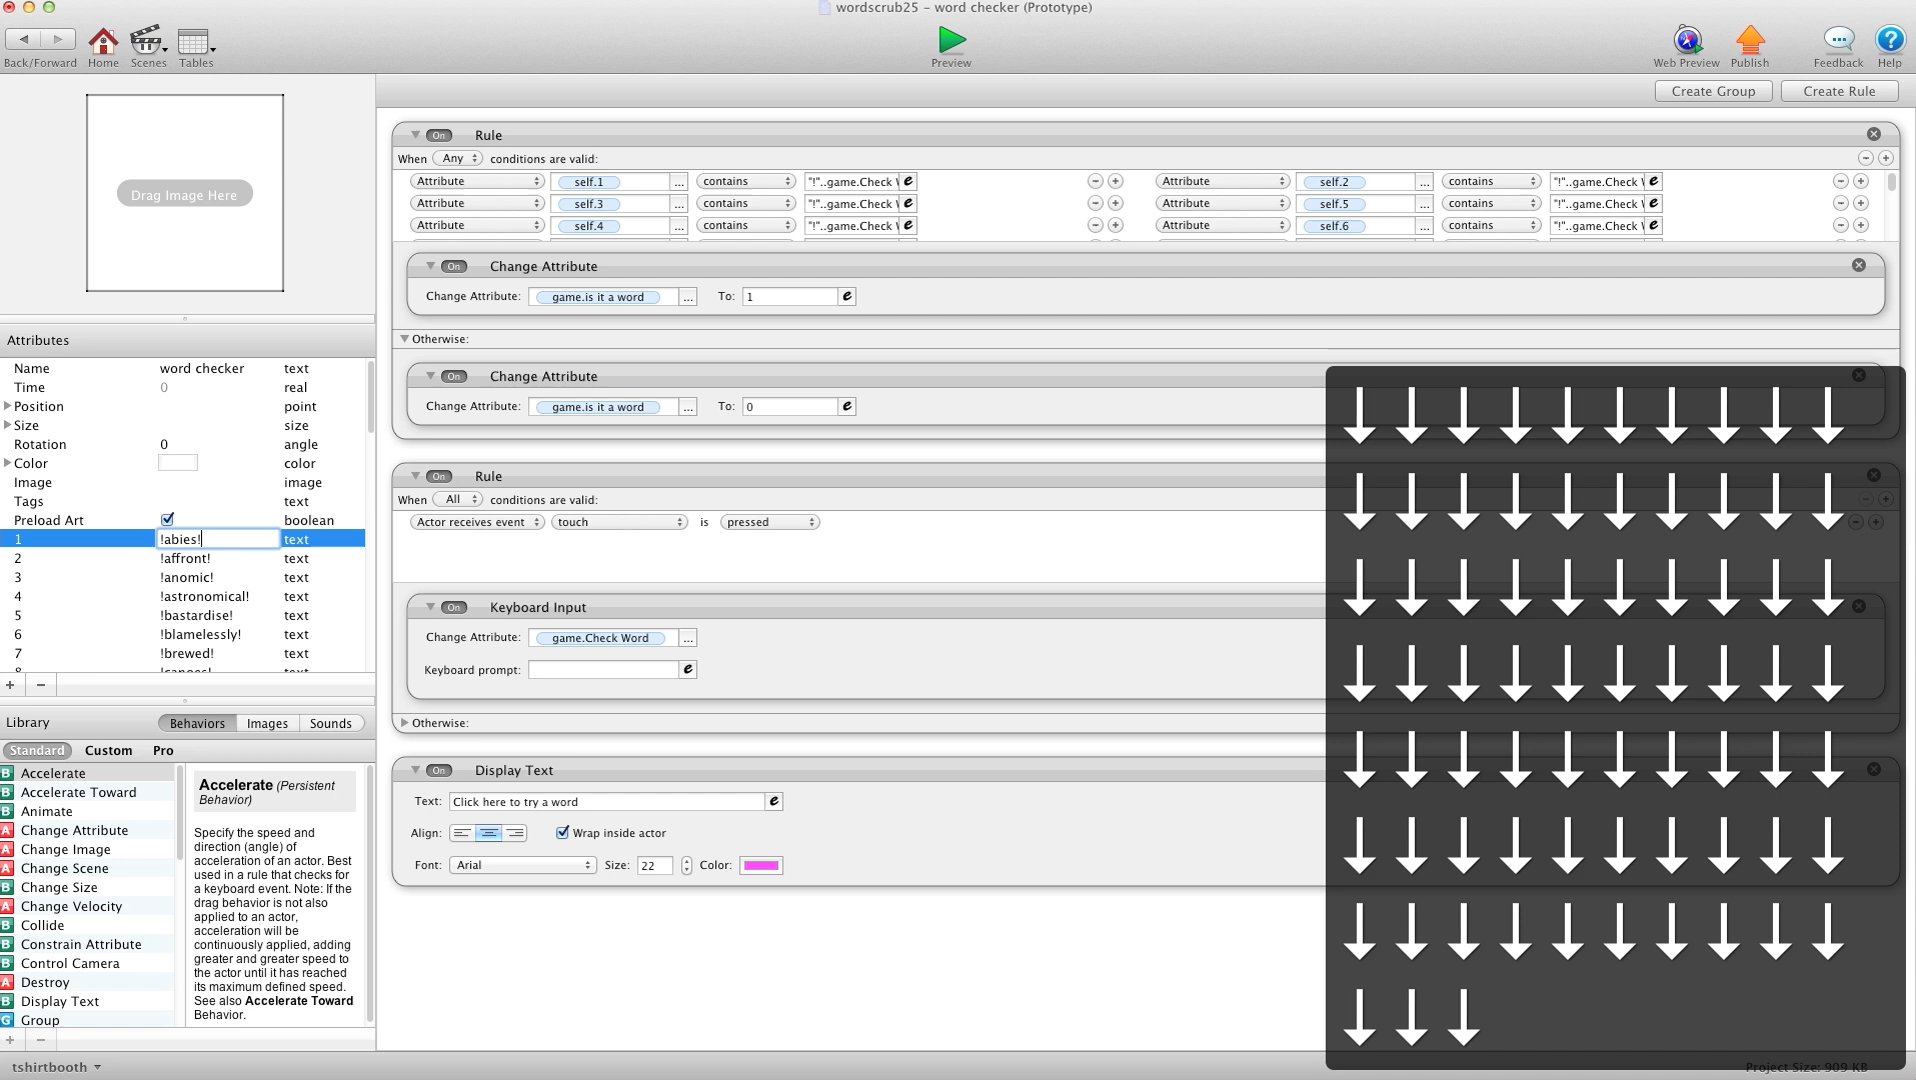 wordscrub25 – word checker (Prototype)
Back/Forward Home Scenes Tables Preview Web Preview Publish Feedback Help
Create Group Create Rule
Drag Image Here
On Rule
When Any conditions are valid:
Attribute self.1 ... contains "!"..game.Check e Attribute self.2 ... contains "!"..game.Check e
Attribute self.3 ... contains "!"..game.Check e Attribute self.5 ... contains "!"..game.Check e
Attribute self.4 ... contains "!"..game.Check e Attribute self.6 ... contains "!"..game.Check e
On Change Attribute
Change Attribute: game.is it a word ... To: 1 e
Otherwise:
On Change Attribute
Change Attribute: game.is it a word ... To: 0 e
On Rule
When All conditions are valid:
Actor receives event touch is pressed
On Keyboard Input
Change Attribute: game.Check Word ...
Keyboard prompt: e
Otherwise:
On Display Text
Text: Click here to try a word e
Align: Wrap inside actor
Font: Arial Size: 22 Color:
Attributes
Name word checker text
Time 0 real
Position point
Size size
Rotation 0 angle
Color color
Image image
Tags text
Preload Art boolean
1 !abies! text
2 !affront! text
3 !anomic! text
4 !astronomical! text
5 !bastardise! text
6 !blamelessly! text
7 !brewed! text
8 !canoes! text
+ −
Library Behaviors Images Sounds
Standard Custom Pro
B Accelerate
B Accelerate Toward
B Animate
A Change Attribute
A Change Image
A Change Scene
B Change Size
A Change Velocity
B Collide
B Constrain Attribute
B Control Camera
A Destroy
B Display Text
G Group
Accelerate (Persistent
Behavior)
Specify the speed and
direction (angle) of
acceleration of an actor. Best
used in a rule that checks for
a keyboard event. Note: If the
drag behavior is not also
applied to an actor,
acceleration will be
continuously applied, adding
greater and greater speed to
the actor until it has reached
its maximum defined speed.
See also Accelerate Toward
Behavior.
+ −
tshirtbooth
Project Size: 909 KB